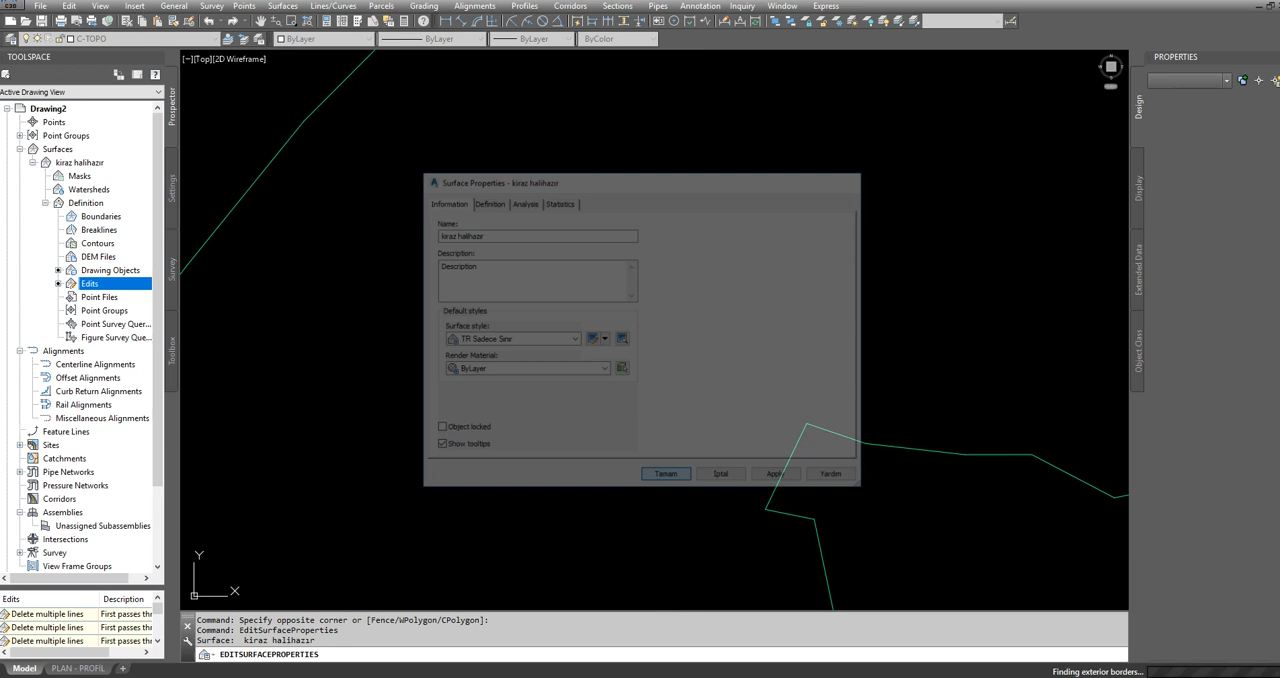 C3D
File
Edit
View
Insert
General
Survey
Points
Surfaces
Lines/Curves
Parcels
Grading
Alignments
Profiles
Corridors
Sections
Pipes
Annotation
Inquiry
Window
Express
C-TOPO
ByLayer
ByLayer
ByLayer
ByColor
TOOLSPACE
Active Drawing View
Drawing2
Points
Point Groups
Surfaces
kiraz halihazır
Masks
Watersheds
Definition
Boundaries
Breaklines
Contours
DEM Files
Drawing Objects
Edits
Point Files
Point Groups
Point Survey Quer...
Figure Survey Que...
Alignments
Centerline Alignments
Offset Alignments
Curb Return Alignments
Rail Alignments
Miscellaneous Alignments
Feature Lines
Sites
Catchments
Pipe Networks
Pressure Networks
Corridors
Assemblies
Unassigned Subassemblies
Intersections
Survey
View Frame Groups
Edits
Description
Delete multiple lines
First passes thr
Delete multiple lines
First passes thr
Delete multiple lines
First passes thr
Prospector
Settings
Survey
Toolbox
[−][Top][2D Wireframe]
Surface Properties - kiraz halihazır
Information
Definition
Analysis
Statistics
Name:
kiraz halihazır
Description:
Description
Default styles
Surface style:
TR Sadece Sınır
Render Material:
ByLayer
Object locked
Show tooltips
Tamam
İptal
Apply
Yardım
Y
X
Command: Specify opposite corner or [Fence/WPolygon/CPolygon]:
Command: EditSurfaceProperties
Surface:  kiraz halihazır
EDITSURFACEPROPERTIES
PROPERTIES
Design
Display
Extended Data
Object Class
Model
PLAN - PROFİL
+
Finding exterior borders...